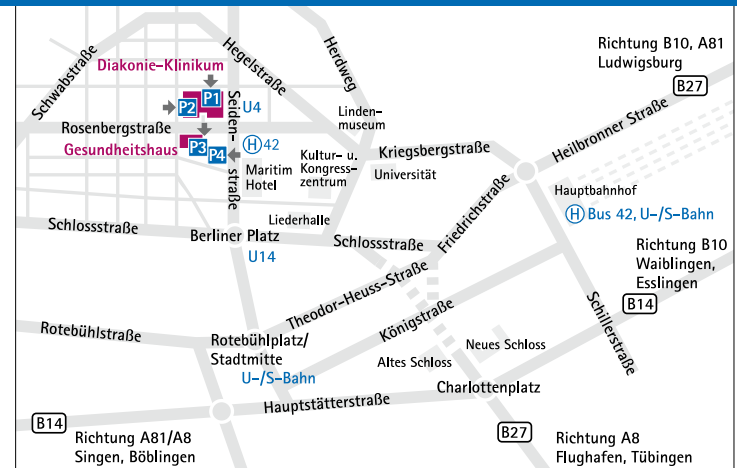 Schwabstraße
Hegelstraße
Herdweg
Richtung B10, A81
Ludwigsburg
B27
Diakonie-Klinikum
P1
P2
U4
Seiden-
straße
Linden-
museum
Heilbronner Straße
Rosenbergstraße
Gesundheitshaus
P3
P4
H 42
Maritim
Hotel
Kultur- u.
Kongress-
zentrum
Kriegsbergstraße
Universität
Hauptbahnhof
H Bus 42, U-/S-Bahn
Friedrichstraße
Schlossstraße
Liederhalle
Berliner Platz
U14
Schlossstraße
Richtung B10
Waiblingen,
Esslingen
B14
Theodor-Heuss-Straße
Königstraße
Schillerstraße
Rotebühlstraße
Rotebühlplatz/
Stadtmitte
U-/S-Bahn
Neues Schloss
Altes Schloss
Charlottenplatz
Hauptstätterstraße
B14
Richtung A81/A8
Singen, Böblingen
B27
Richtung A8
Flughafen, Tübingen